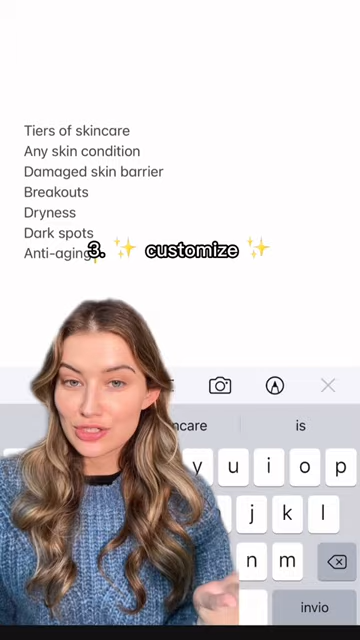 Tiers of skincare
Any skin condition
Damaged skin barrier
Breakouts
Dryness
Dark spots
Anti-aging
3. ✨ customize ✨
is
y u i o p
j k l
n m
invio